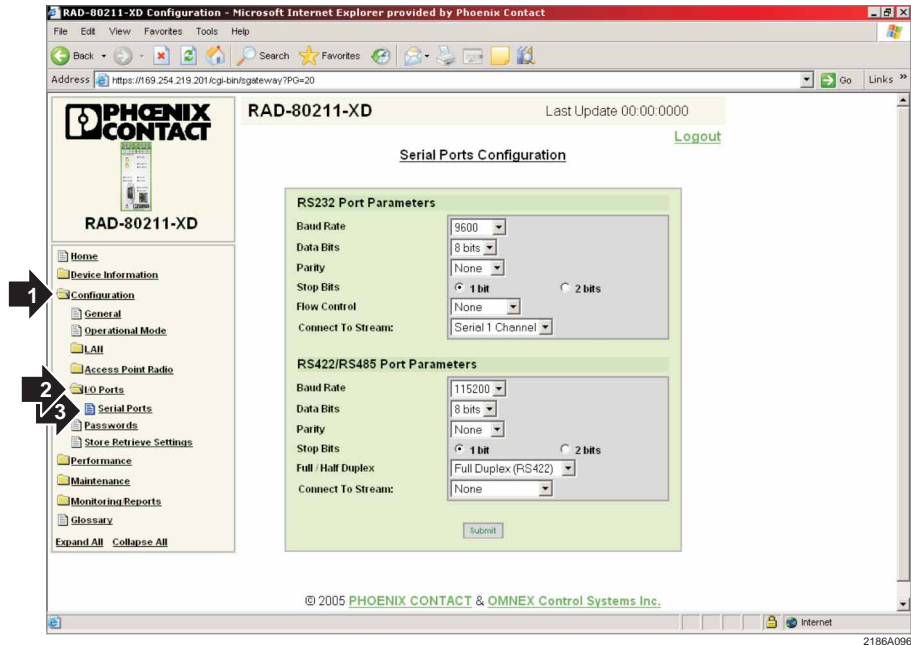 RAD-80211-XD Configuration - Microsoft Internet Explorer provided by Phoenix Contact
File Edit View Favorites Tools Help
Back Search Favorites
Address https://169.254.219.201/cgi-bin/sgateway?PG=20 Go Links »
PHŒNIX CONTACT
RAD-80211-XD
Home
Device Information
1
Configuration
General
Operational Mode
LAN
Access Point Radio
2
I/O Ports
3
Serial Ports
Passwords
Store Retrieve Settings
Performance
Maintenance
Monitoring/Reports
Glossary
Expand All Collapse All
RAD-80211-XD Last Update 00:00:0000
Logout
Serial Ports Configuration
RS232 Port Parameters
Baud Rate 9600
Data Bits 8 bits
Parity None
Stop Bits 1 bit 2 bits
Flow Control None
Connect To Stream: Serial 1 Channel
RS422/RS485 Port Parameters
Baud Rate 115200
Data Bits 8 bits
Parity None
Stop Bits 1 bit 2 bits
Full / Half Duplex Full Duplex (RS422)
Connect To Stream: None
Submit
© 2005 PHOENIX CONTACT & OMNEX Control Systems Inc.
Internet
2186A096